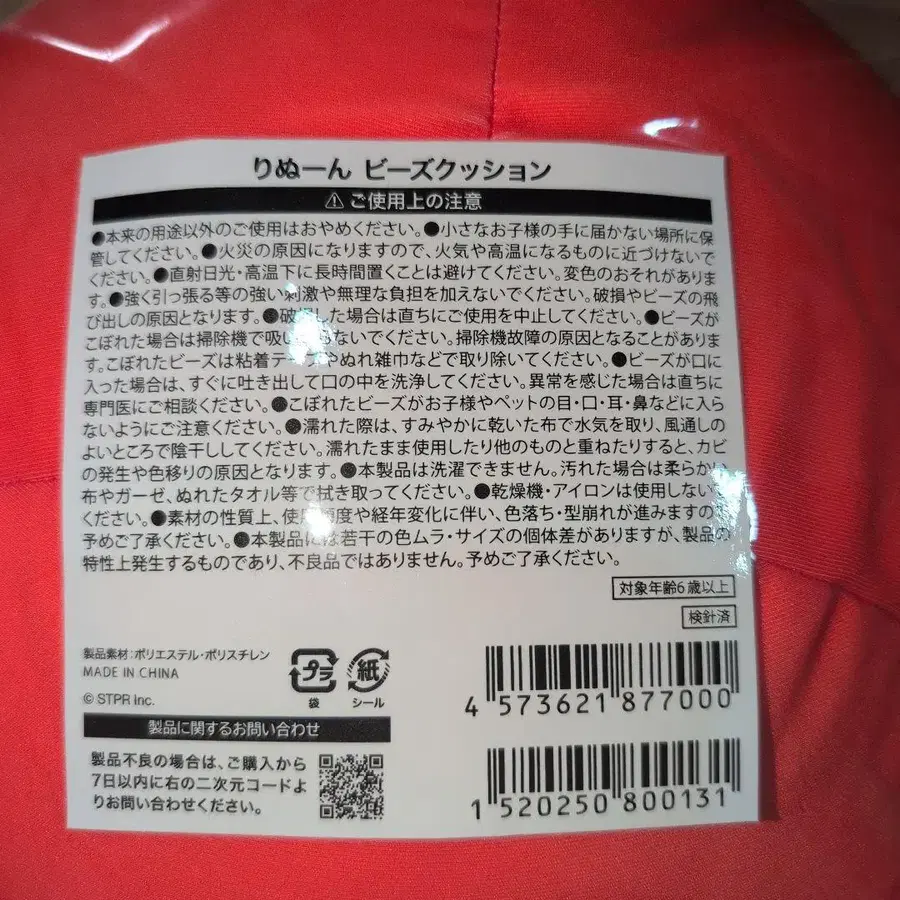 りぬーん ビーズクッション
⚠ ご使用上の注意
●本来の用途以外のご使用はおやめください。●小さなお子様の手に届かない場所に保
管してください。●火災の原因になりますので、火気や高温になるものに近づけないで
ください。●直射日光・高温下に長時間置くことは避けてください。変色のおそれがありま
す。●強く引っ張る等の強い刺激や無理な負担を加えないでください。破損やビーズの飛
び出しの原因となります。●破損した場合は直ちにご使用を中止してください。●ビーズが
こぼれた場合は掃除機で吸い らないでください。掃除機故障の原因となることがありま
す。こぼれたビーズは粘着テープやぬれ雑巾などで取り除いてください。●ビーズが口に
入った場合は、すぐに吐き出して口の中を洗浄してください。異常を感じた場合は直ちに
専門医にご相談ください。●こぼれたビーズがお子様やペットの目・口・耳・鼻などに入ら
ないようにご注意ください。●濡れた際は、すみやかに乾いた布で水気を取り、風通しの
よいところで陰干ししてください。濡れたまま使用したり他のものと重ねたりすると、カビ
の発生や色移りの原因となります。●本製品は洗濯できません。汚れた場合は柔らかい
布やガーゼ、ぬれたタオル等で拭き取ってください。●乾燥機・アイロンは使用しない
ください。●素材の性質上、使用頻度や経年変化に伴い、色落ち・型崩れが進みますの
予めご了承ください。●本製品には若干の色ムラ・サイズの個体差がありますが、製品の
特性上発生するものであり、不良品ではありません。予めご了承ください。
対象年齢6歳以上
検針済
製品素材:ポリエステル・ポリスチレン
MADE IN CHINA
© STPR Inc.
プラ
袋
紙
シール
製品に関するお問い合わせ
製品不良の場合は、ご購入から
7日以内に右の二次元コードよ
りお問い合わせください。
4 573621 877000
1 520250 800131